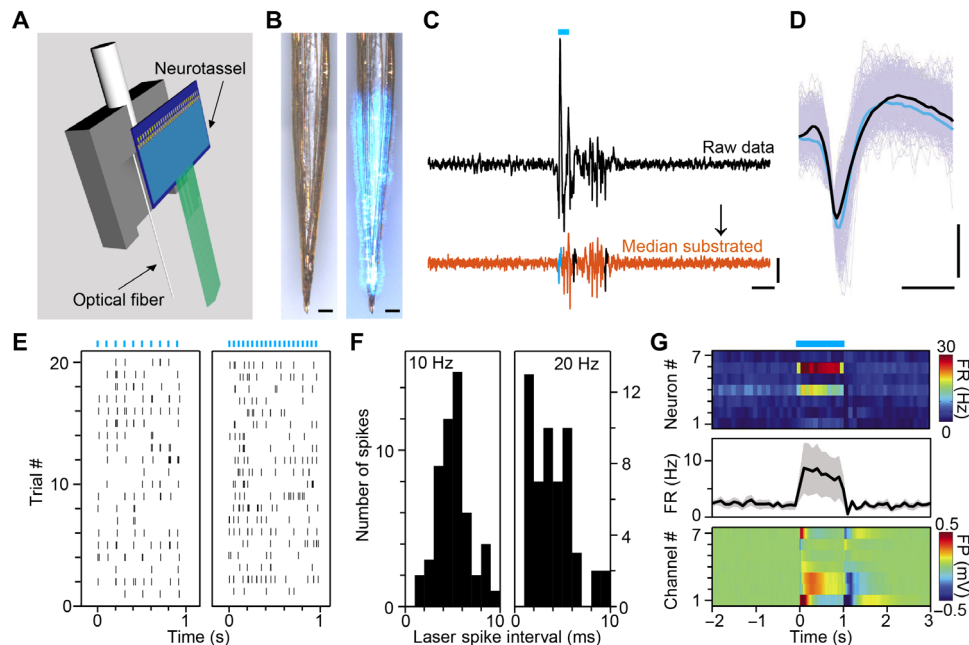 A
Neurotassel
Optical fiber
B
C
Raw data
Median substrated
D
E
20
10
0
Trial #
0
1
0
1
Time (s)
F
10 Hz
20 Hz
10
0
Number of spikes
12
8
4
0
0
10
0
10
Laser spike interval (ms)
G
7
1
Neuron #
30
0
FR (Hz)
10
0
FR (Hz)
7
1
Channel #
0.5
−0.5
FP (mV)
−2
−1
0
1
2
3
Time (s)